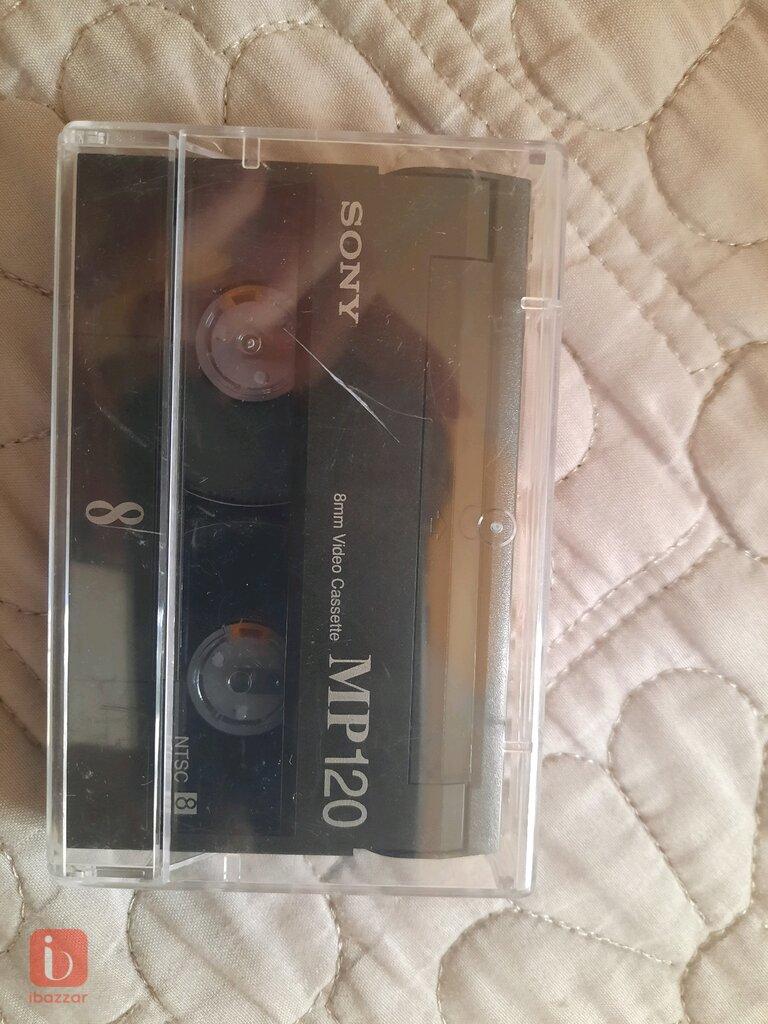 SONY
8mm Video Cassette MP120
8
NTSC 8
ibazzar